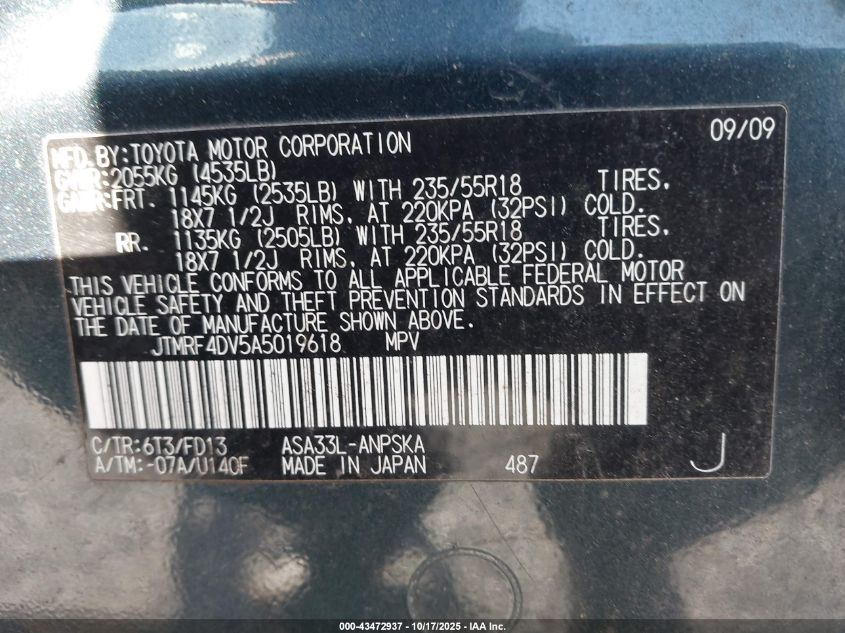 MFD. BY: TOYOTA MOTOR CORPORATION 09/09
GVWR: 2055KG (4535LB)
GAWR: FRT. 1145KG (2535LB) WITH 235/55R18 TIRES,
18X7 1/2J RIMS, AT 220KPA (32PSI) COLD.
RR. 1135KG (2505LB) WITH 235/55R18 TIRES,
18X7 1/2J RIMS, AT 220KPA (32PSI) COLD.
THIS VEHICLE CONFORMS TO ALL APPLICABLE FEDERAL MOTOR
VEHICLE SAFETY AND THEFT PREVENTION STANDARDS IN EFFECT ON
THE DATE OF MANUFACTURE SHOWN ABOVE.
JTMRF4DV5A5019618 MPV
C/TR: 6T3/FD13 ASA33L-ANPSKA
A/TM: -07A/U140F MADE IN JAPAN 487 J
000-43472937 - 10/17/2025 - IAA Inc.